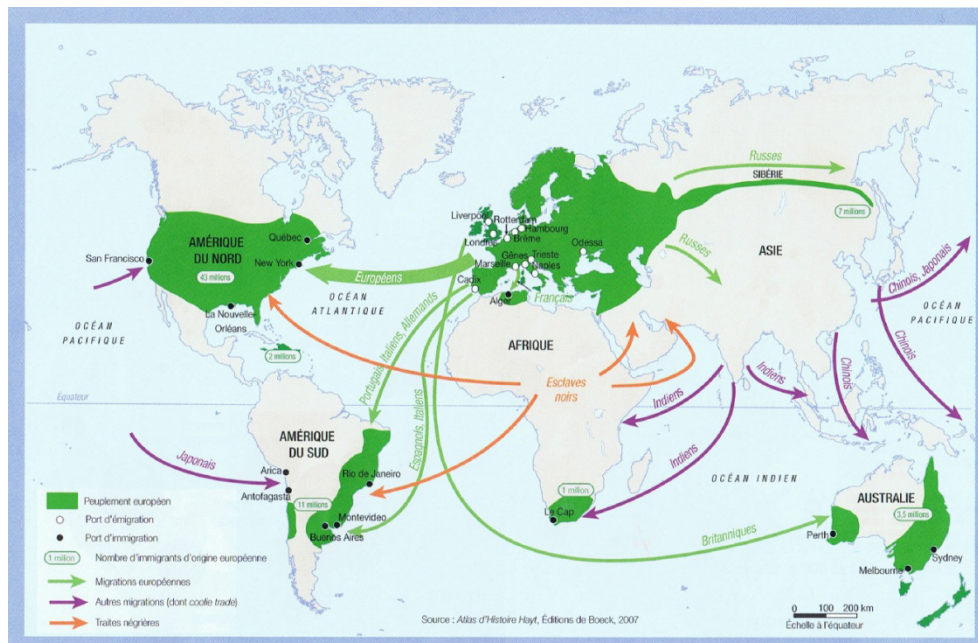 Russes
SIBÉRIE
7 millions
Liverpool
Rotterdam
Hambourg
Londres
Brême
AMÉRIQUE
DU NORD
Québec
43 millions
San Francisco
New York
Européens
Gênes
Trieste
Odessa
Marseille
Naples
Russes
ASIE
Cadix
Français
Alger
La Nouvelle-
Orléans
OCÉAN
ATLANTIQUE
OCÉAN
PACIFIQUE
Chinois, Japonais
OCÉAN
PACIFIQUE
2 millions
Portugais, Italiens, Allemands
AFRIQUE
Chinois
Chinois
Équateur
Esclaves
noirs
Indiens
Indiens
Espagnols, Italiens
AMÉRIQUE
DU SUD
Japonais
Arica
Rio de Janeiro
Indiens
OCÉAN INDIEN
Antofagasta
11 millions
1 million
Le Cap
AUSTRALIE
3,5 millions
Montevideo
Buenos Aires
Britanniques
Perth
Sydney
Melbourne
Peuplement européen
Port d'émigration
Port d'immigration
1 million
Nombre d'immigrants d'origine européenne
Migrations européennes
Autres migrations (dont coolie trade)
Traites négrières
Source : Atlas d'Histoire Hayt, Éditions de Boeck, 2007
0 100 200 km
Échelle à l'équateur